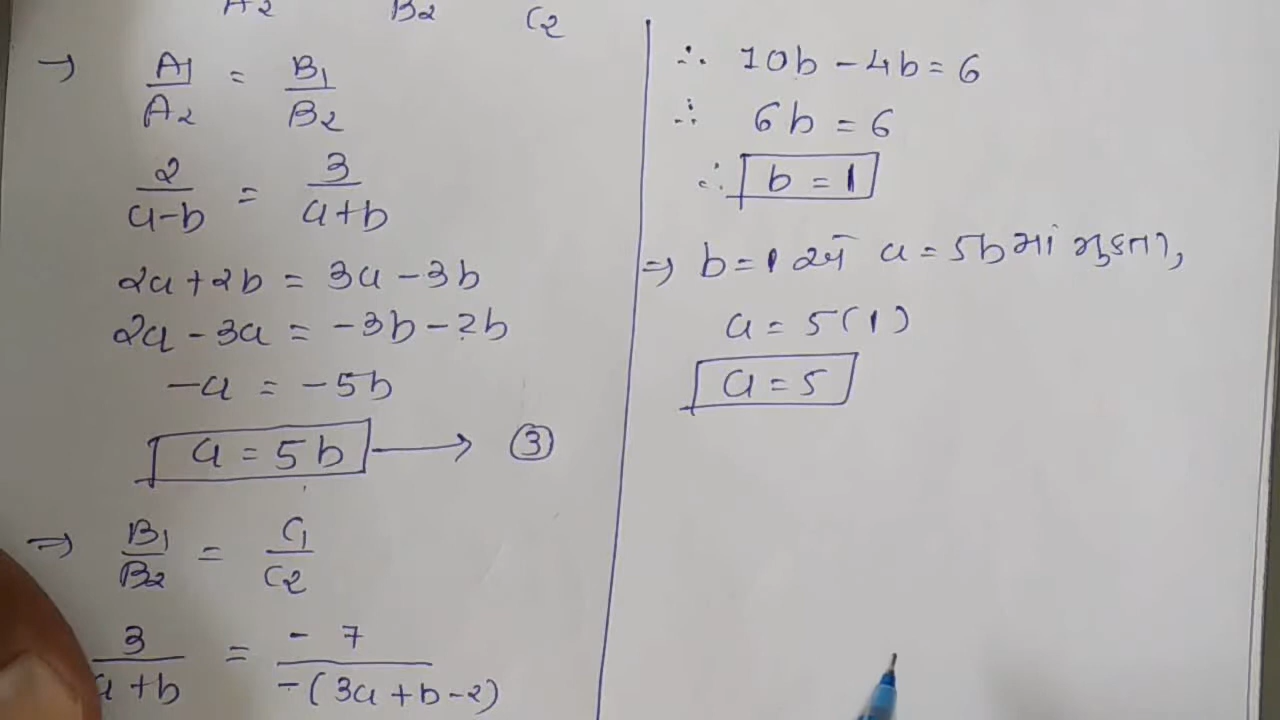 A2 B2 C2
→ A1/A2 = B1/B2
2/(a-b) = 3/(a+b)
2a + 2b = 3a - 3b
2a - 3a = -3b - 2b
-a = -5b
a = 5b → ③
⇒ B1/B2 = C1/C2
3/(a+b) = -7/-(3a+b-2)
∴ 10b - 4b = 6
∴ 6b = 6
∴ b = 1
⇒ b = 1 a = 5b માં મુકતા,
a = 5(1)
a = 5